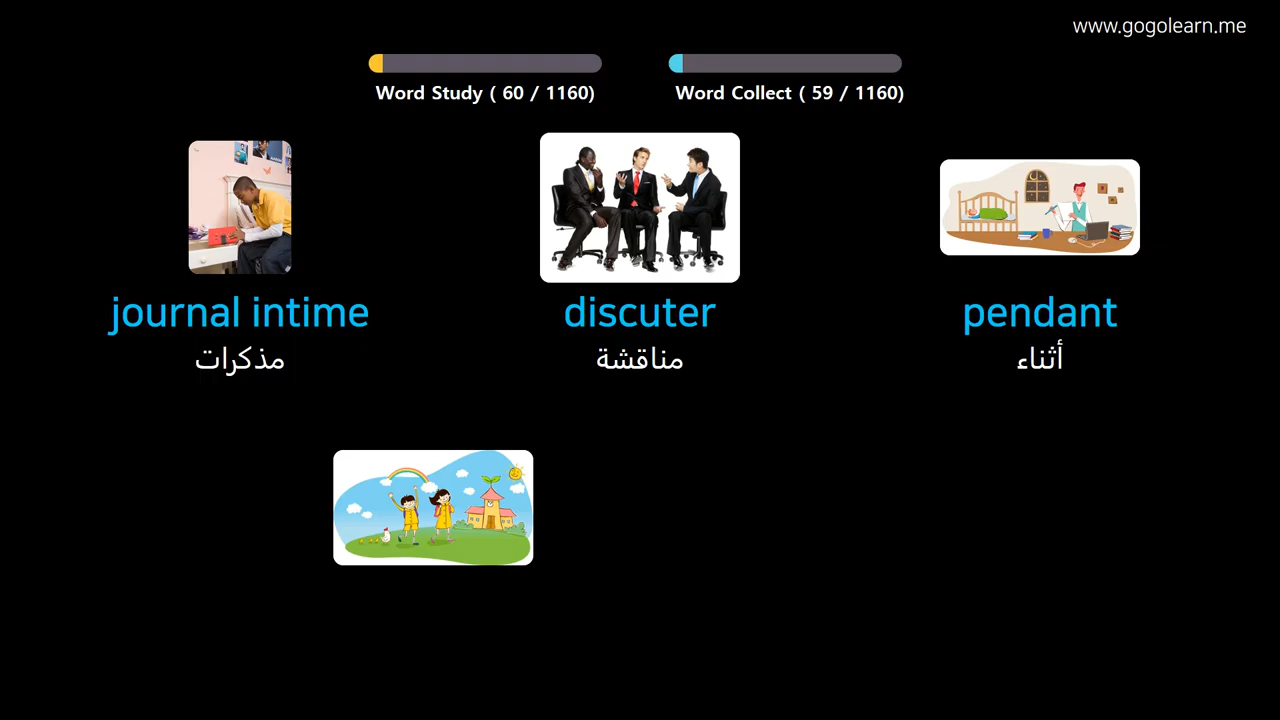 www.gogolearn.me
Word Study ( 60 / 1160)
Word Collect ( 59 / 1160)
journal intime
مذكرات
discuter
مناقشة
pendant
أثناء